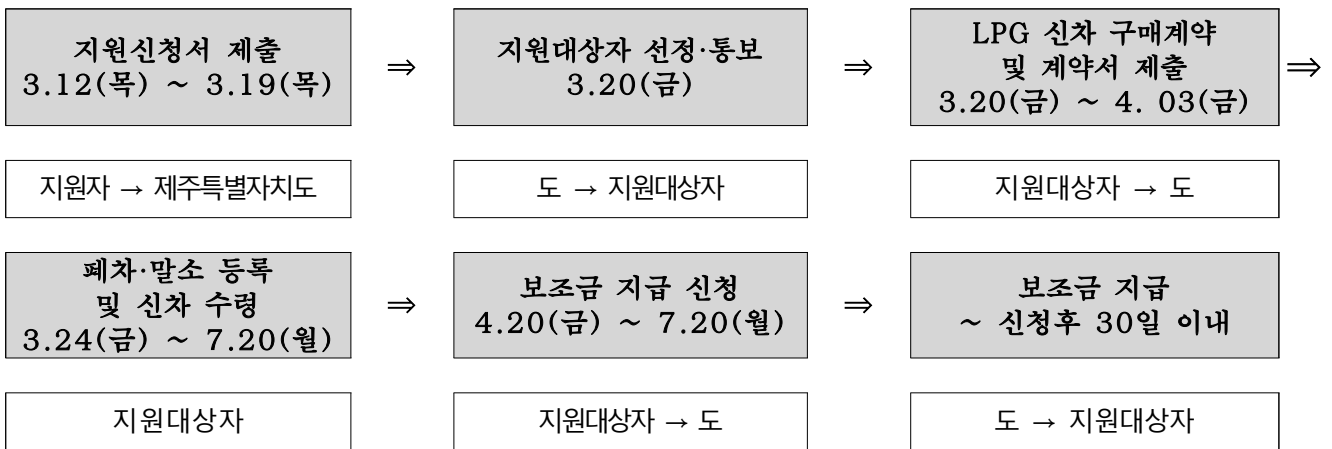 지원신청서 제출
3.12(목) ~ 3.19(목)
⇒
지원대상자 선정·통보
3.20(금)
⇒
LPG 신차 구매계약
및 계약서 제출
3.20(금) ~ 4. 03(금)
⇒
지원자 → 제주특별자치도
도 → 지원대상자
지원대상자 → 도
폐차·말소 등록
및 신차 수령
3.24(금) ~ 7.20(월)
⇒
보조금 지급 신청
4.20(금) ~ 7.20(월)
⇒
보조금 지급
~ 신청후 30일 이내
지원대상자
지원대상자 → 도
도 → 지원대상자